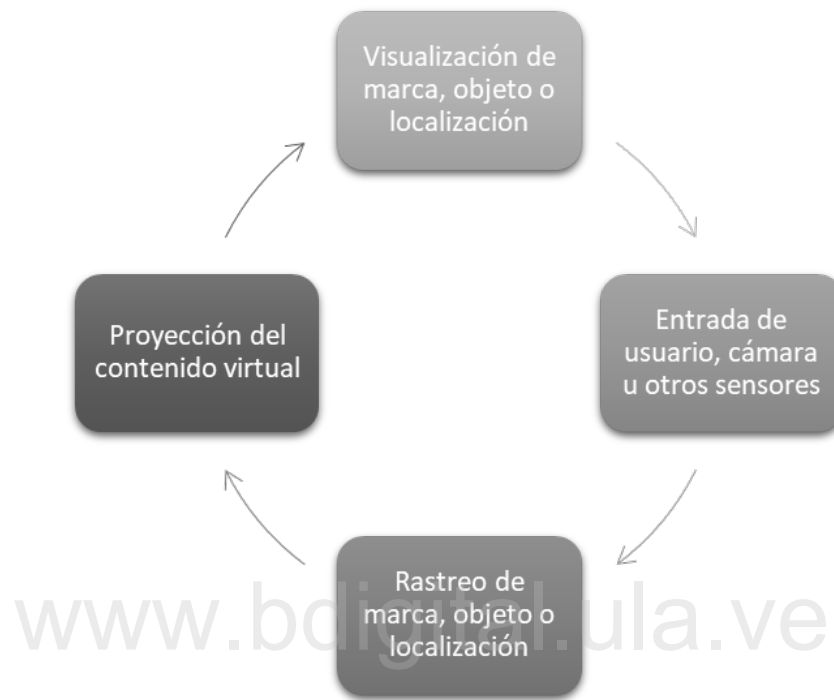 Visualización de
marca, objeto o
localización
Entrada de
usuario, cámara
u otros sensores
Rastreo de
marca, objeto o
localización
Proyección del
contenido virtual
www.bdigital.ula.ve